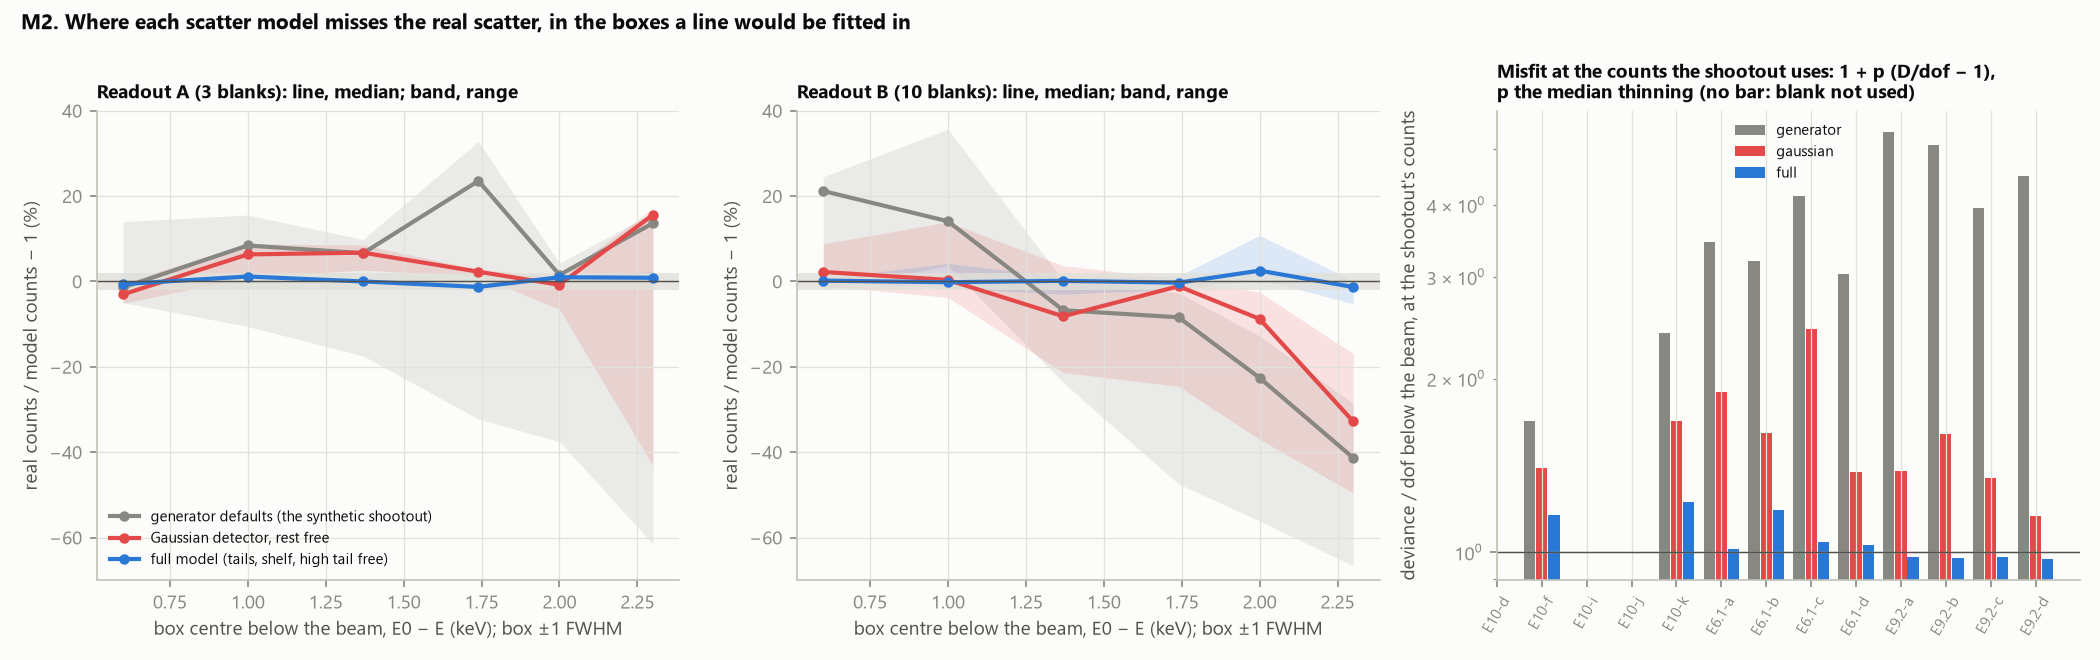 M2. Where each scatter model misses the real scatter, in the boxes a line would be fitted in
Readout A (3 blanks): line, median; band, range
real counts / model counts − 1 (%)
40
20
0
−20
−40
−60
generator defaults (the synthetic shootout)
Gaussian detector, rest free
full model (tails, shelf, high tail free)
0.75 1.00 1.25 1.50 1.75 2.00 2.25
box centre below the beam, E0 − E (keV); box ±1 FWHM
Readout B (10 blanks): line, median; band, range
real counts / model counts − 1 (%)
40
20
0
−20
−40
−60
0.75 1.00 1.25 1.50 1.75 2.00 2.25
box centre below the beam, E0 − E (keV); box ±1 FWHM
Misfit at the counts the shootout uses: 1 + p (D/dof − 1),
p the median thinning (no bar: blank not used)
deviance / dof below the beam, at the shootout's counts
4 × 10⁰
3 × 10⁰
2 × 10⁰
10⁰
generator
gaussian
full
E10-d E10-f E10-i E10-j E10-k E6.1-a E6.1-b E6.1-c E6.1-d E9.2-a E9.2-b E9.2-c E9.2-d